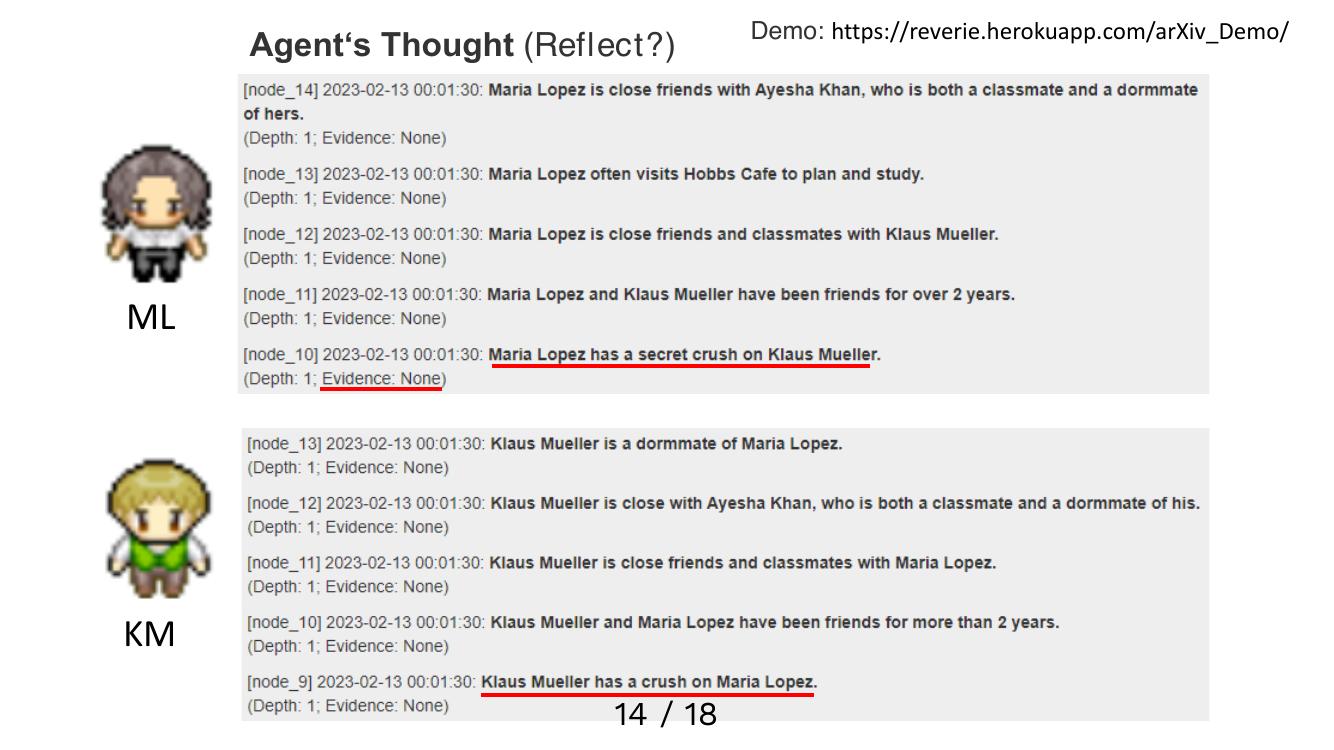 Agent‘s Thought (Reflect?)
Demo: https://reverie.herokuapp.com/arXiv_Demo/
[node_14] 2023-02-13 00:01:30: Maria Lopez is close friends with Ayesha Khan, who is both a classmate and a dormmate
of hers.
(Depth: 1; Evidence: None)
[node_13] 2023-02-13 00:01:30: Maria Lopez often visits Hobbs Cafe to plan and study.
(Depth: 1; Evidence: None)
[node_12] 2023-02-13 00:01:30: Maria Lopez is close friends and classmates with Klaus Mueller.
(Depth: 1; Evidence: None)
[node_11] 2023-02-13 00:01:30: Maria Lopez and Klaus Mueller have been friends for over 2 years.
(Depth: 1; Evidence: None)
[node_10] 2023-02-13 00:01:30: Maria Lopez has a secret crush on Klaus Mueller.
(Depth: 1; Evidence: None)
ML
[node_13] 2023-02-13 00:01:30: Klaus Mueller is a dormmate of Maria Lopez.
(Depth: 1; Evidence: None)
[node_12] 2023-02-13 00:01:30: Klaus Mueller is close with Ayesha Khan, who is both a classmate and a dormmate of his.
(Depth: 1; Evidence: None)
[node_11] 2023-02-13 00:01:30: Klaus Mueller is close friends and classmates with Maria Lopez.
(Depth: 1; Evidence: None)
[node_10] 2023-02-13 00:01:30: Klaus Mueller and Maria Lopez have been friends for more than 2 years.
(Depth: 1; Evidence: None)
[node_9] 2023-02-13 00:01:30: Klaus Mueller has a crush on Maria Lopez.
(Depth: 1; Evidence: None)
KM
14 / 18